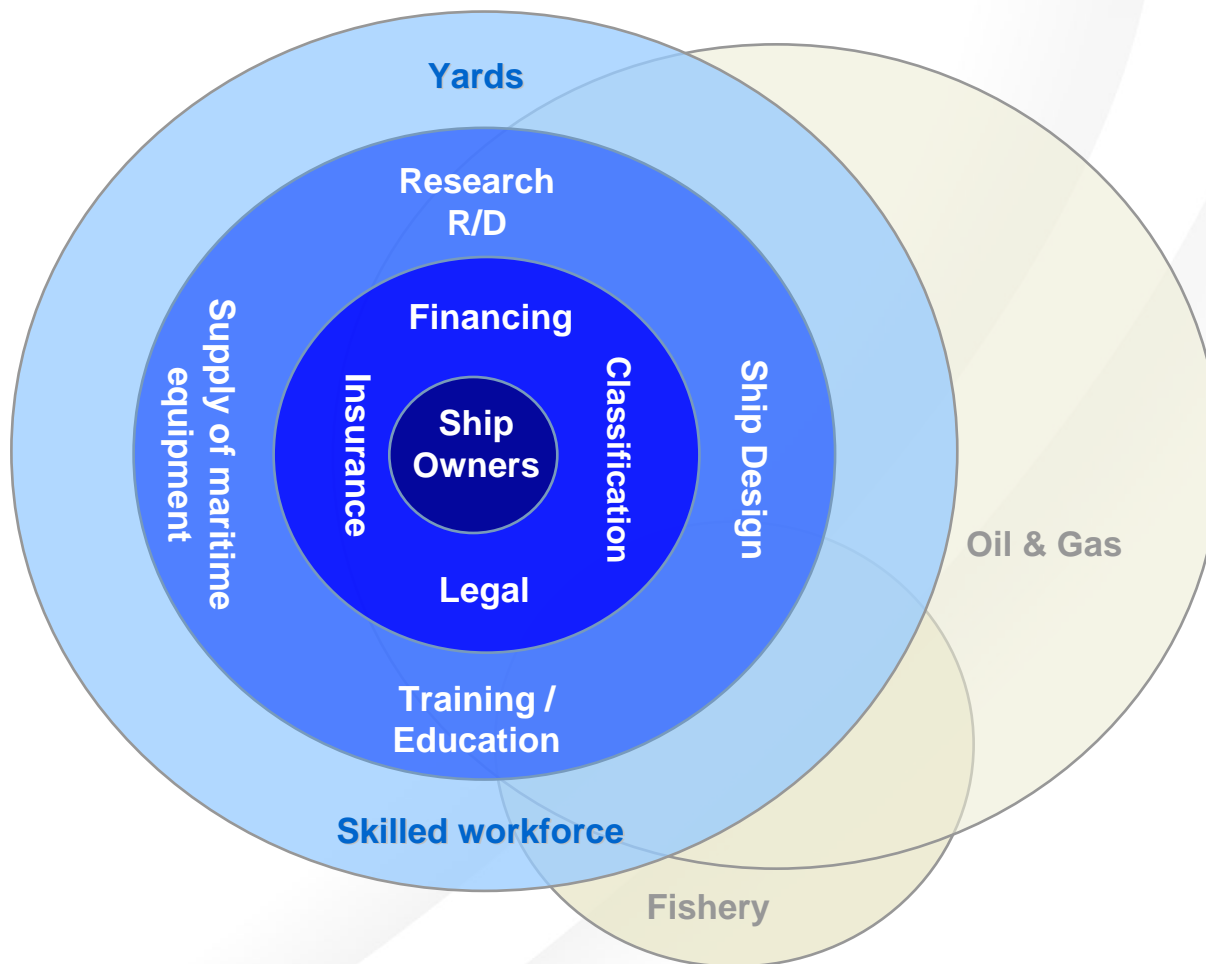 Yards
Research
R/D
Financing
Supply of maritime
equipment
Insurance
Ship
Owners
Classification
Ship Design
Oil & Gas
Legal
Training /
Education
Skilled workforce
Fishery